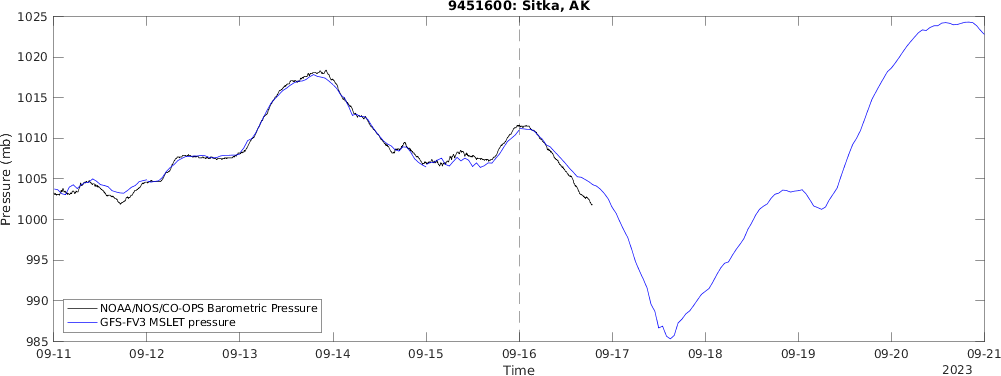 9451600: Sitka, AK
Pressure (mb)
1025
1020
1015
1010
1005
1000
995
990
985
NOAA/NOS/CO-OPS Barometric Pressure
GFS-FV3 MSLET pressure
09-11 09-12 09-13 09-14 09-15 09-16 09-17 09-18 09-19 09-20 09-21
Time
2023